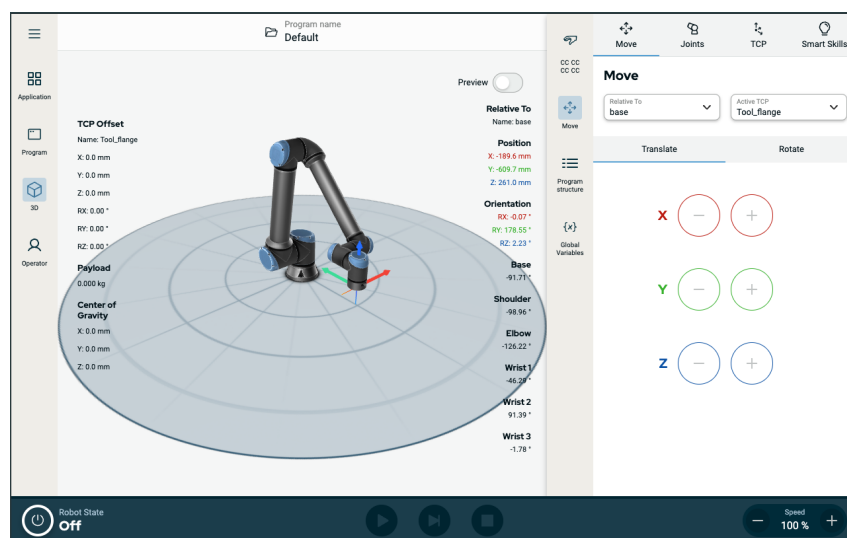 Program name
Default
Application
Program
3D
Operator
Preview
TCP Offset
Name: Tool_flange
X: 0.0 mm
Y: 0.0 mm
Z: 0.0 mm
RX: 0.00 °
RY: 0.00 °
RZ: 0.00 °
Payload
0.000 kg
Center of
Gravity
X: 0.0 mm
Y: 0.0 mm
Z: 0.0 mm
Relative To
Name: base
Position
X: -189.6 mm
Y: -609.7 mm
Z: 261.0 mm
Orientation
RX: -0.07 °
RY: 178.55 °
RZ: 2.23 °
Base
-91.71 °
Shoulder
-98.96 °
Elbow
-126.22 °
Wrist 1
-46.29 °
Wrist 2
91.39 °
Wrist 3
-1.78 °
CC CC
CC CC
Move
Program
structure
{x}
Global
Variables
Move
Joints
TCP
Smart Skills
Move
Relative To
base
Active TCP
Tool_flange
Translate
Rotate
X − +
Y − +
Z − +
Robot State
Off
Speed
− 100 % +